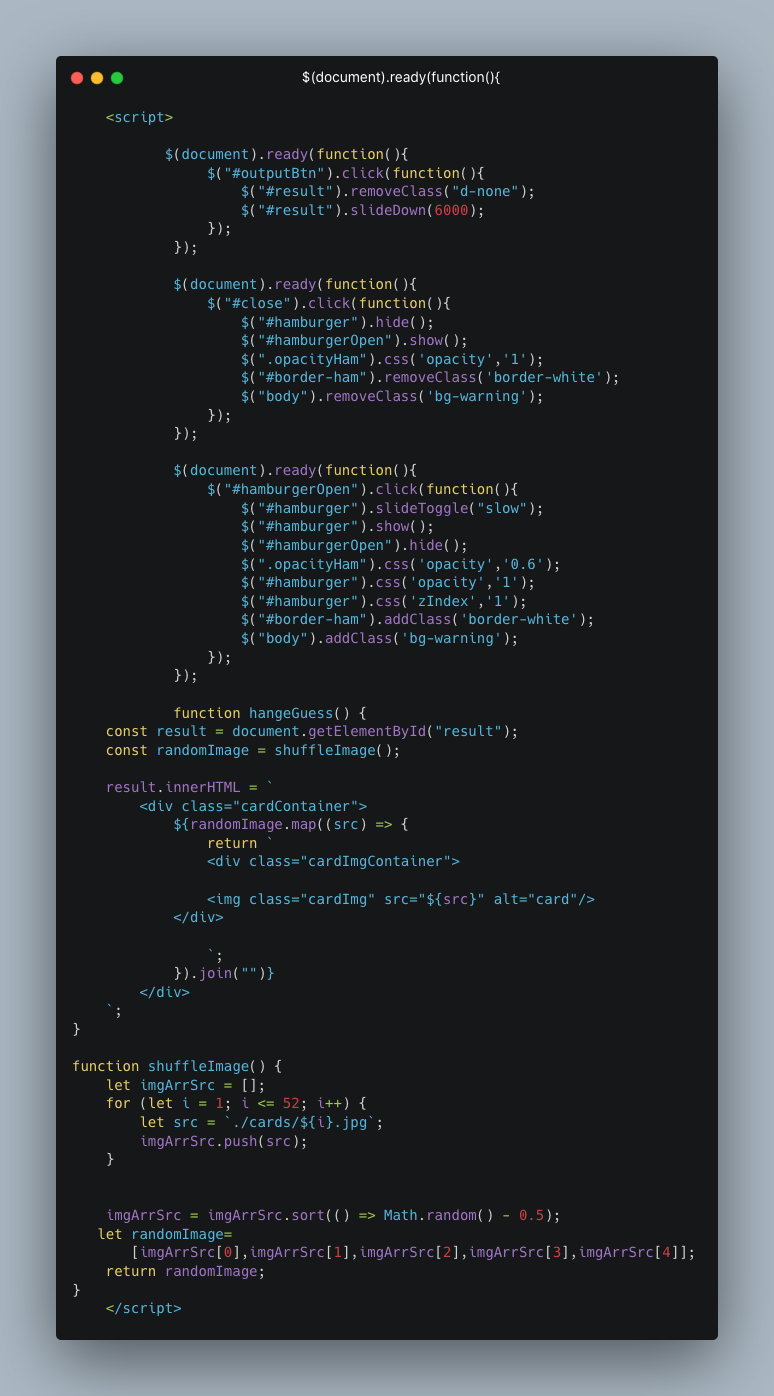 $(document).ready(function(){
<script>
$(document).ready(function(){
$("#outputBtn").click(function(){
$("#result").removeClass("d-none");
$("#result").slideDown(6000);
});
});
$(document).ready(function(){
$("#close").click(function(){
$("#hamburger").hide();
$("#hamburgerOpen").show();
$(".opacityHam").css('opacity','1');
$("#border-ham").removeClass('border-white');
$("body").removeClass('bg-warning');
});
});
$(document).ready(function(){
$("#hamburgerOpen").click(function(){
$("#hamburger").slideToggle("slow");
$("#hamburger").show();
$("#hamburgerOpen").hide();
$(".opacityHam").css('opacity','0.6');
$("#hamburger").css('opacity','1');
$("#hamburger").css('zIndex','1');
$("#border-ham").addClass('border-white');
$("body").addClass('bg-warning');
});
});
function hangeGuess() {
const result = document.getElementById("result");
const randomImage = shuffleImage();
result.innerHTML = `
<div class="cardContainer">
${randomImage.map((src) => {
return `
<div class="cardImgContainer">
<img class="cardImg" src="${src}" alt="card"/>
</div>
`;
}).join("")}
</div>
`;
}
function shuffleImage() {
let imgArrSrc = [];
for (let i = 1; i <= 52; i++) {
let src = `./cards/${i}.jpg`;
imgArrSrc.push(src);
}
imgArrSrc = imgArrSrc.sort(() => Math.random() - 0.5);
let randomImage=
[imgArrSrc[0],imgArrSrc[1],imgArrSrc[2],imgArrSrc[3],imgArrSrc[4]];
return randomImage;
}
</script>